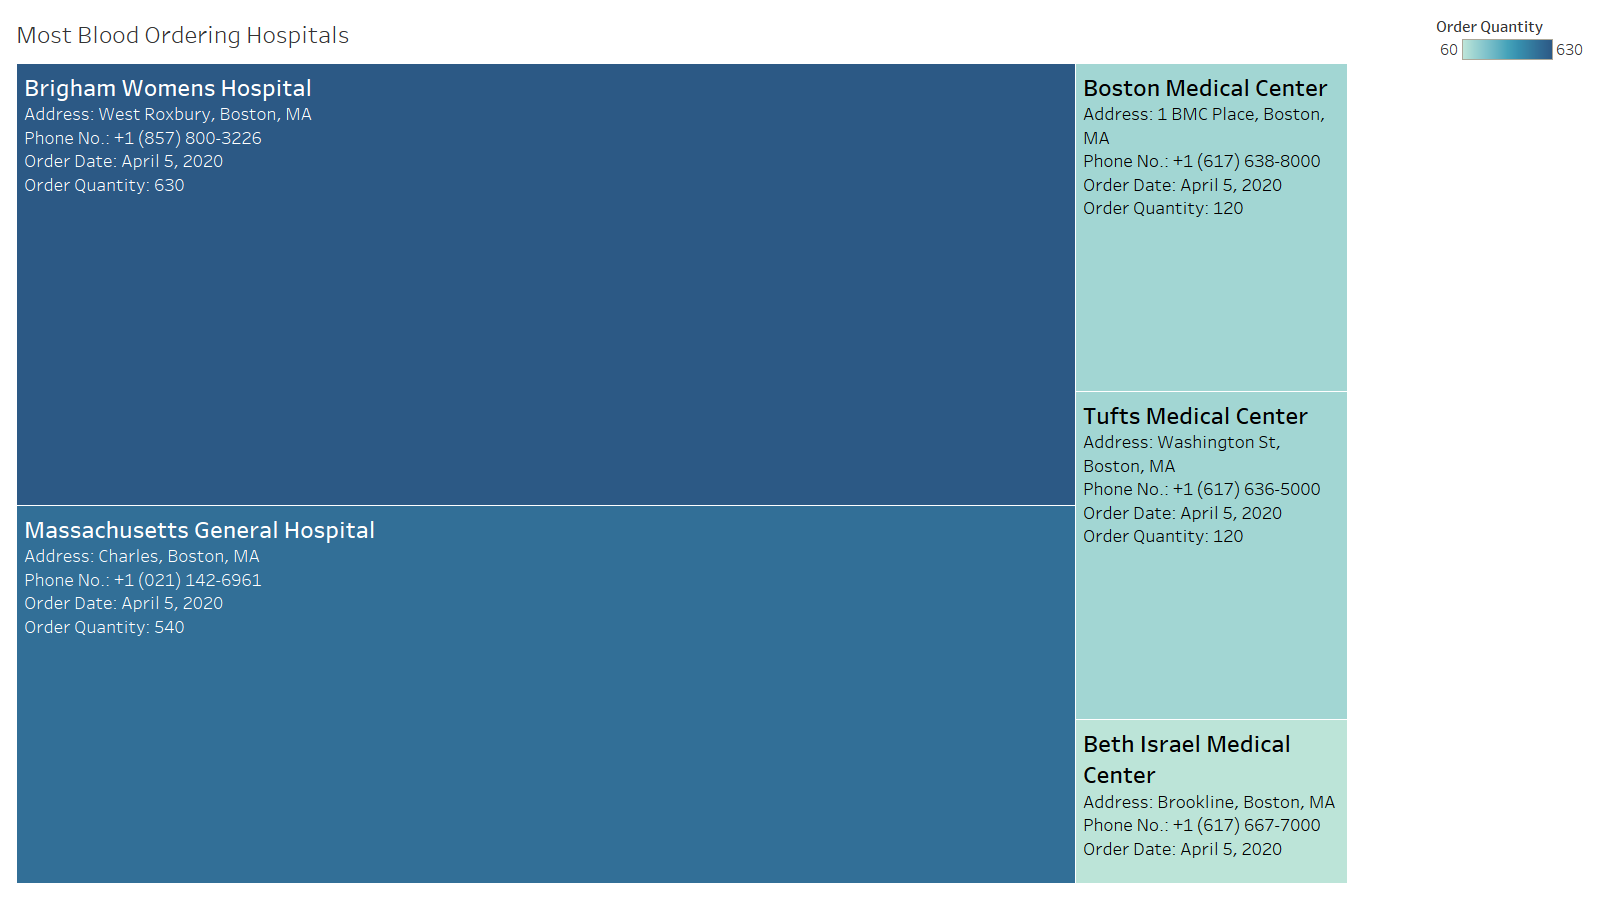 Most Blood Ordering Hospitals
Order Quantity
60 630
Brigham Womens Hospital
Address: West Roxbury, Boston, MA
Phone No.: +1 (857) 800-3226
Order Date: April 5, 2020
Order Quantity: 630
Massachusetts General Hospital
Address: Charles, Boston, MA
Phone No.: +1 (021) 142-6961
Order Date: April 5, 2020
Order Quantity: 540
Boston Medical Center
Address: 1 BMC Place, Boston,
MA
Phone No.: +1 (617) 638-8000
Order Date: April 5, 2020
Order Quantity: 120
Tufts Medical Center
Address: Washington St,
Boston, MA
Phone No.: +1 (617) 636-5000
Order Date: April 5, 2020
Order Quantity: 120
Beth Israel Medical
Center
Address: Brookline, Boston, MA
Phone No.: +1 (617) 667-7000
Order Date: April 5, 2020